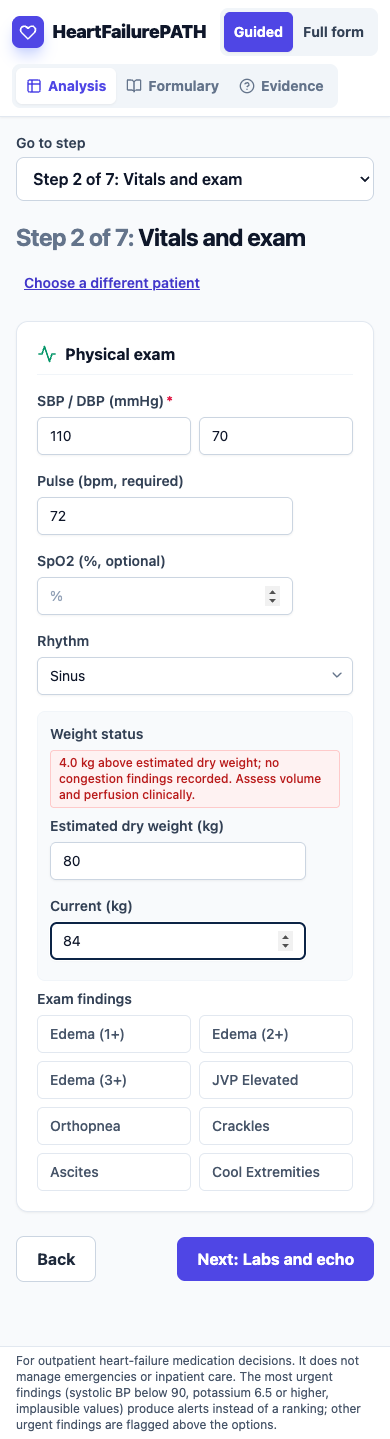 HeartFailurePATH
Guided
Full form
Analysis
Formulary
Evidence
Go to step
Step 2 of 7: Vitals and exam
Step 2 of 7: Vitals and exam
Choose a different patient
Physical exam
SBP / DBP (mmHg)*
110
70
Pulse (bpm, required)
72
SpO2 (%, optional)
%
Rhythm
Sinus
Weight status
4.0 kg above estimated dry weight; no
congestion findings recorded. Assess volume
and perfusion clinically.
Estimated dry weight (kg)
80
Current (kg)
84
Exam findings
Edema (1+)
Edema (2+)
Edema (3+)
JVP Elevated
Orthopnea
Crackles
Ascites
Cool Extremities
Back
Next: Labs and echo
For outpatient heart-failure medication decisions. It does not
manage emergencies or inpatient care. The most urgent
findings (systolic BP below 90, potassium 6.5 or higher,
implausible values) produce alerts instead of a ranking; other
urgent findings are flagged above the options.